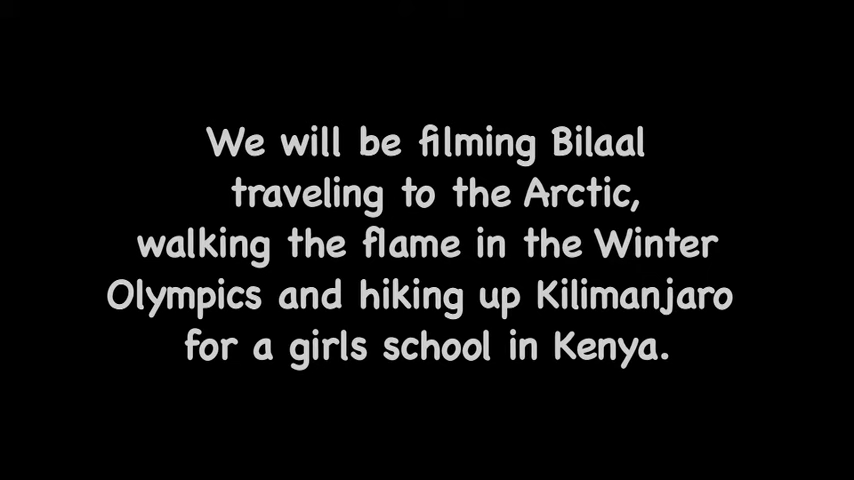 We will be filming Bilaal
traveling to the Arctic,
walking the flame in the Winter
Olympics and hiking up Kilimanjaro
for a girls school in Kenya.